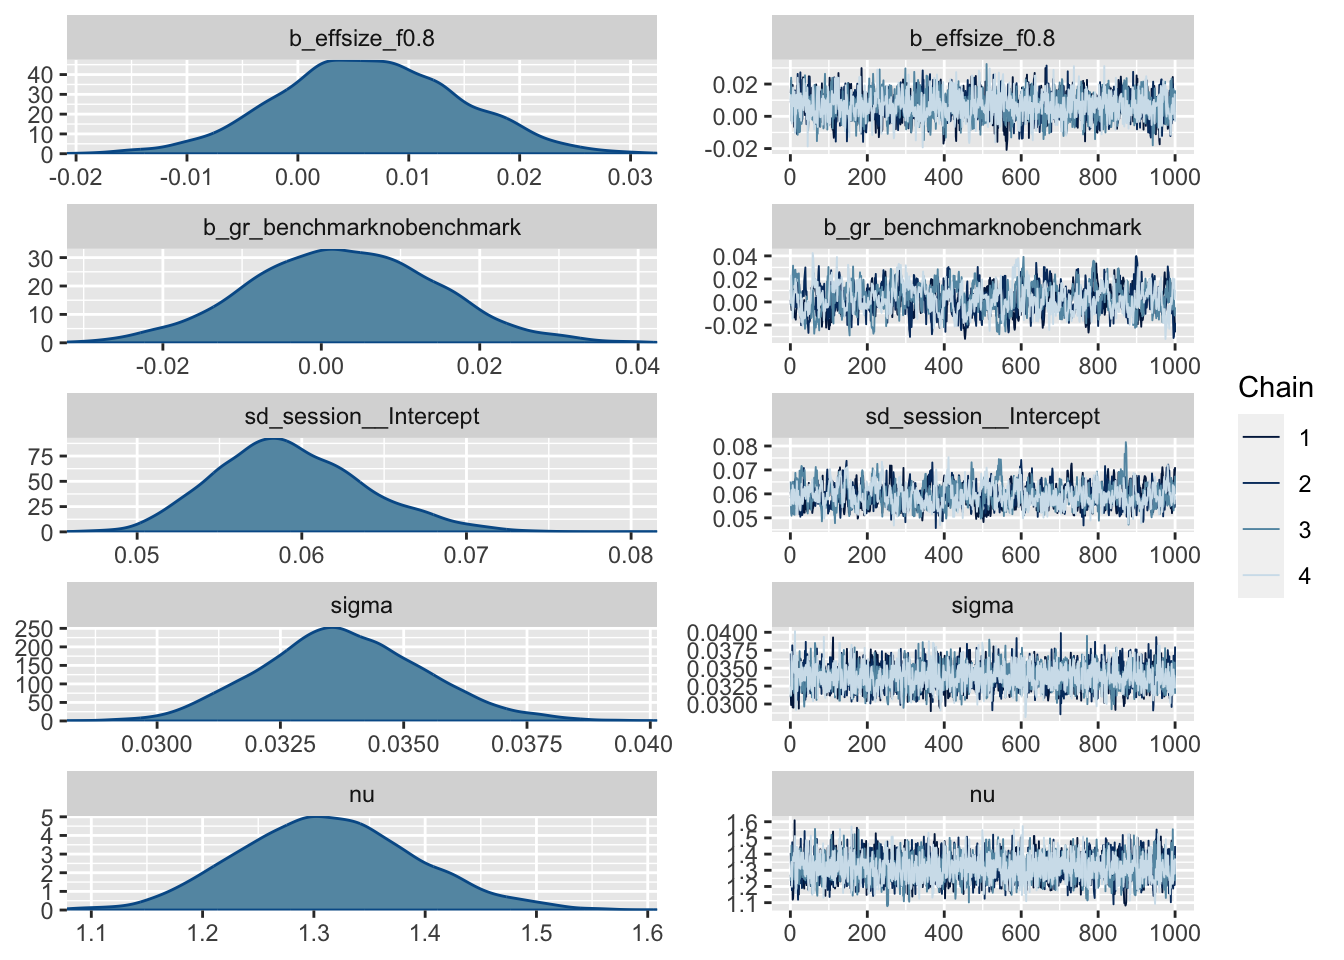 b_effsize_f0.8
40
30
20
10
0
-0.02 -0.01 0.00 0.01 0.02 0.03
b_effsize_f0.8
0.02
0.00
-0.02
0 200 400 600 800 1000
b_gr_benchmarknobenchmark
30
20
10
0
-0.02 0.00 0.02 0.04
b_gr_benchmarknobenchmark
0.04
0.02
0.00
-0.02
0 200 400 600 800 1000
sd_session__Intercept
75
50
25
0
0.05 0.06 0.07 0.08
sd_session__Intercept
0.08
0.07
0.06
0.05
0 200 400 600 800 1000
sigma
250
200
150
100
50
0
0.0300 0.0325 0.0350 0.0375 0.040
sigma
0.0400
0.0375
0.0350
0.0325
0.0300
0 200 400 600 800 1000
nu
5
4
3
2
1
0
1.1 1.2 1.3 1.4 1.5 1.6
nu
1.6
1.5
1.4
1.3
1.2
1.1
0 200 400 600 800 1000
Chain
1
2
3
4